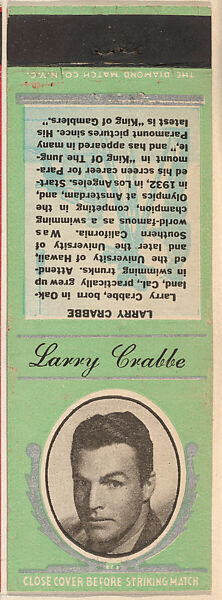 THE DIAMOND MATCH CO. N.Y.C.
LARRY CRABBE
Larry Crabbe, born in Oak-
land, Cal., practically grew up
in swimming trunks. Attend-
ed the University of Hawaii,
and later the University of
Southern California. Was
world-famous as a swimming
champion, competing in the
Olympics at Amsterdam, and,
in 1932, in Los Angeles. Start-
ed his screen career for Para-
mount in "King Of The Jung-
le," and has appeared in many
Paramount pictures since. His
latest is "King of Gamblers".
Larry Crabbe
CLOSE COVER BEFORE STRIKING MATCH